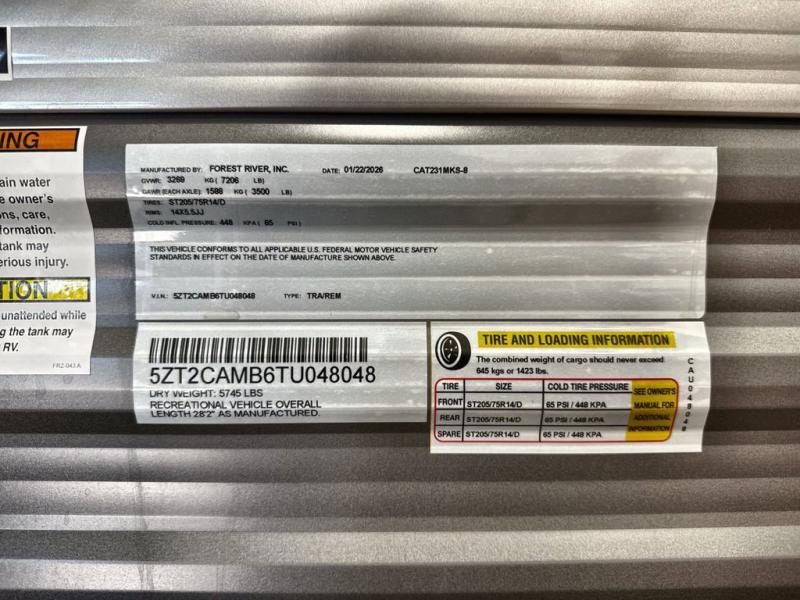 ING
ain water
e owner's
ns, care,
formation.
tank may
erious injury.
TION
unattended while
g the tank may
RV.
FRZ-043 A
MANUFACTURED BY: FOREST RIVER, INC. DATE: 01/22/2026 CAT231MKS-8
GVWR: 3269 KG ( 7206 LB)
GAWR (EACH AXLE): 1588 KG ( 3500 LB)
TIRES: ST205/75R14/D
RIMS: 14X5.5JJ
COLD INFL. PRESSURE: 448 KPA ( 65 PSI )
THIS VEHICLE CONFORMS TO ALL APPLICABLE U.S. FEDERAL MOTOR VEHICLE SAFETY
STANDARDS IN EFFECT ON THE DATE OF MANUFACTURE SHOWN ABOVE.
V.I.N.: 5ZT2CAMB6TU048048 TYPE: TRA/REM
5ZT2CAMB6TU048048
DRY WEIGHT: 5745 LBS
RECREATIONAL VEHICLE OVERALL
LENGTH 28'2" AS MANUFACTURED.
TIRE AND LOADING INFORMATION
The combined weight of cargo should never exceed
645 kgs or 1423 lbs.
TIRE SIZE COLD TIRE PRESSURE SEE OWNER'S
FRONT ST205/75R14/D 65 PSI / 448 KPA MANUAL FOR
REAR ST205/75R14/D 65 PSI / 448 KPA ADDITIONAL
SPARE ST205/75R14/D 65 PSI / 448 KPA INFORMATION
CAU048048